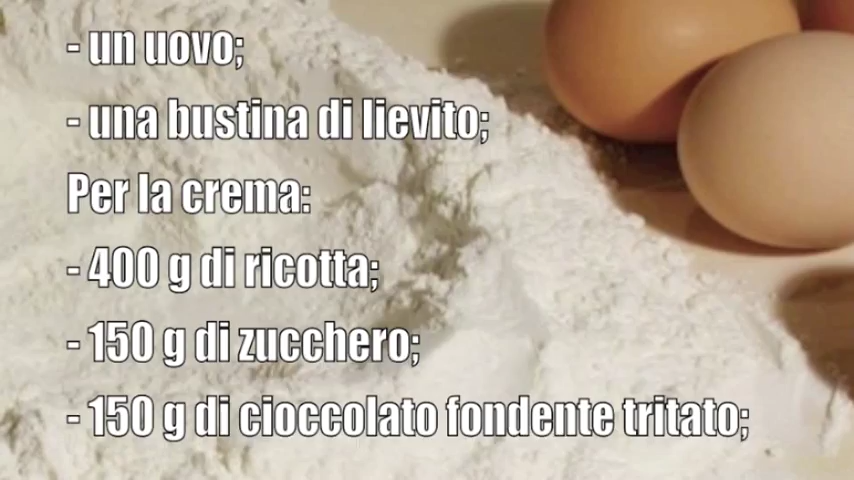 - un uovo;
- una bustina di lievito;
Per la crema:
- 400 g di ricotta;
- 150 g di zucchero;
- 150 g di cioccolato fondente tritato;